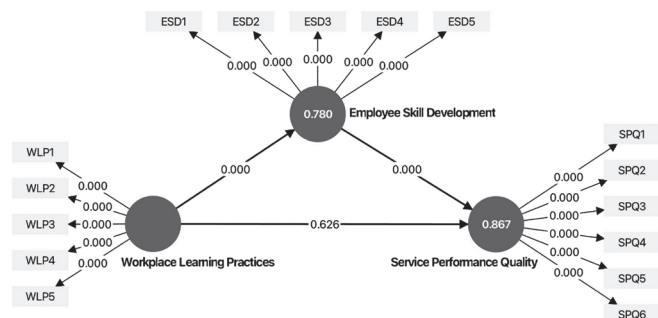 ESD1
ESD2
ESD3
ESD4
ESD5
0.000
0.000
0.000
0.000
0.000
0.780
Employee Skill Development
0.000
0.000
WLP1
WLP2
WLP3
WLP4
WLP5
0.000
0.000
0.000
0.000
0.000
Workplace Learning Practices
0.626
0.867
Service Performance Quality
0.000
0.000
0.000
0.000
0.000
0.000
SPQ1
SPQ2
SPQ3
SPQ4
SPQ5
SPQ6